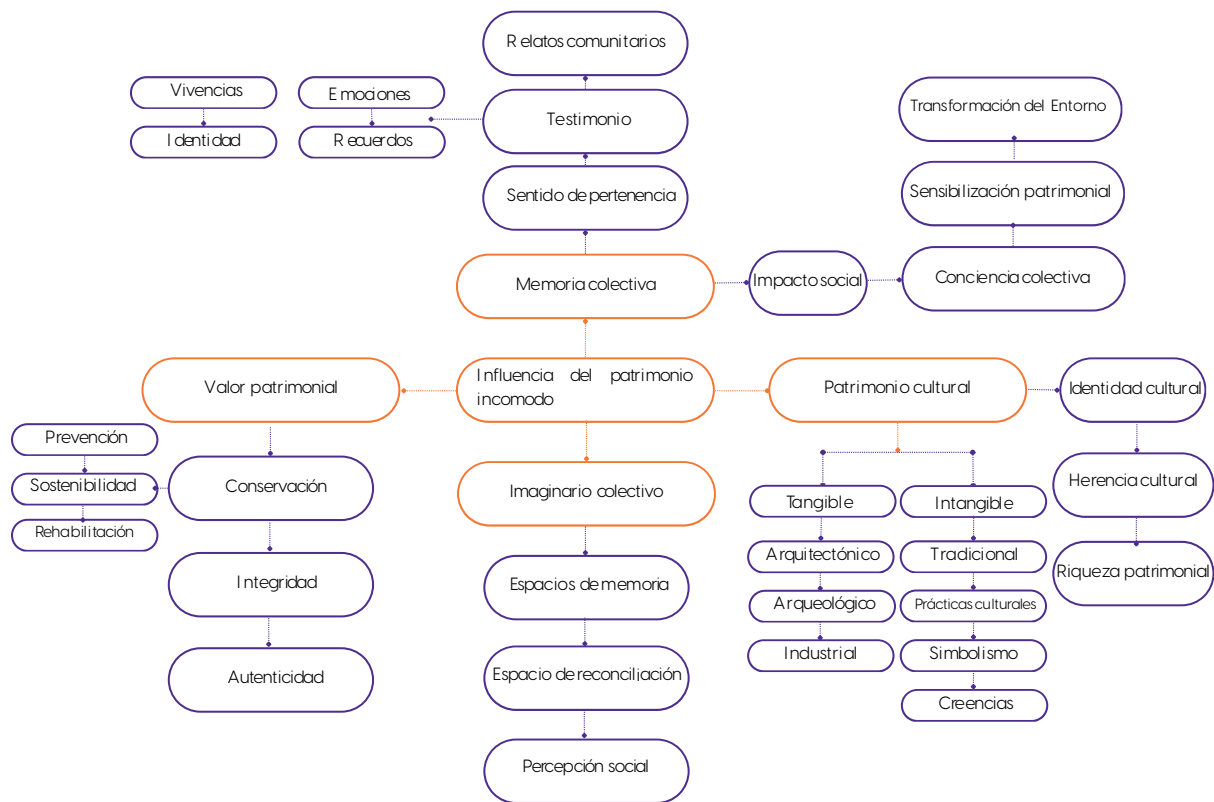 Relatos comunitarios
Vivencias
Emociones
Testimonio
Transformación del Entorno
Identidad
Recuerdos
Sentido de pertenencia
Sensibilización patrimonial
Memoria colectiva
Impacto social
Conciencia colectiva
Valor patrimonial
Influencia del patrimonio
incomodo
Patrimonio cultural
Identidad cultural
Prevención
Sostenibilidad
Rehabilitación
Conservación
Imaginario colectivo
Tangible
Intangible
Herencia cultural
Integridad
Espacios de memoria
Arquitectónico
Tradicional
Riqueza patrimonial
Arqueológico
Prácticas culturales
Autenticidad
Espacio de reconciliación
Industrial
Simbolismo
Creencias
Percepción social